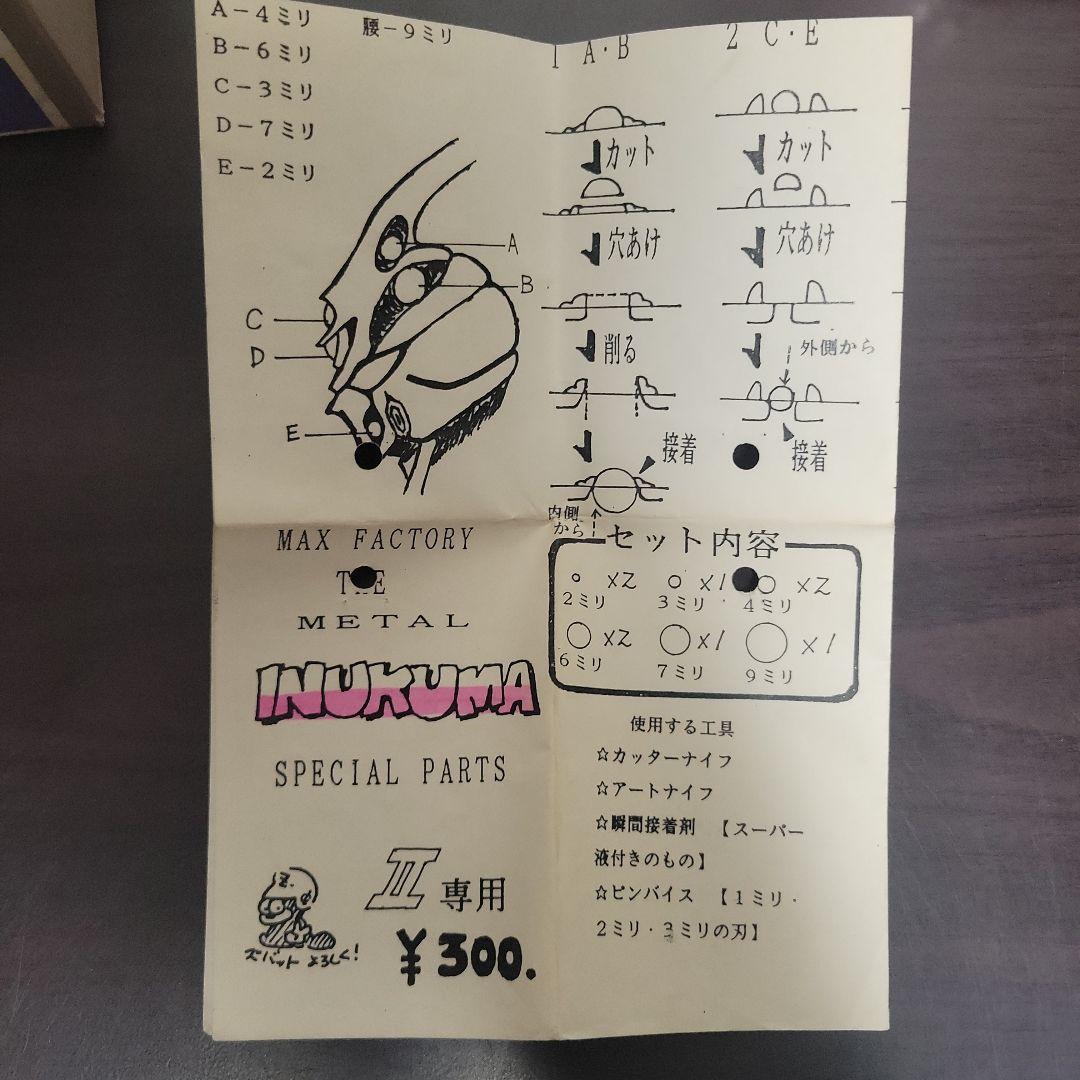 A－4ミリ
腰－9ミリ
B－6ミリ
C－3ミリ
D－7ミリ
E－2ミリ
A
B
C
D
E
1 A・B
カット
穴あけ
削る
接着
内側
から
2 C・E
カット
穴あけ
外側から
接着
MAX FACTORY
THE
METAL
INUKUMA
SPECIAL PARTS
II 専用
¥300.
ズバット よろしく!
セット内容
×2 ×1 ×2
2ミリ 3ミリ 4ミリ
×2 ×1 ×1
6ミリ 7ミリ 9ミリ
使用する工具
☆カッターナイフ
☆アートナイフ
☆瞬間接着剤 【スーパー
液付きのもの】
☆ピンバイス 【1ミリ・
2ミリ・3ミリの刃】